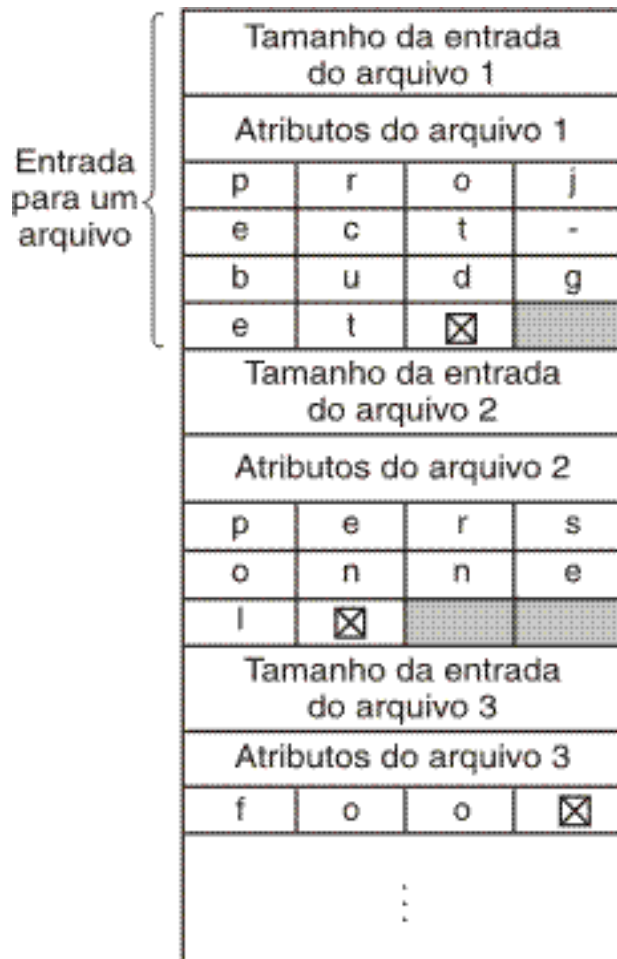 Tamanho da entrada
do arquivo 1
Atributos do arquivo 1
Entrada
para um
arquivo
p r o j
e c t -
b u d g
e t ☒
Tamanho da entrada
do arquivo 2
Atributos do arquivo 2
p e r s
o n n e
l ☒
Tamanho da entrada
do arquivo 3
Atributos do arquivo 3
f o o ☒
⋮